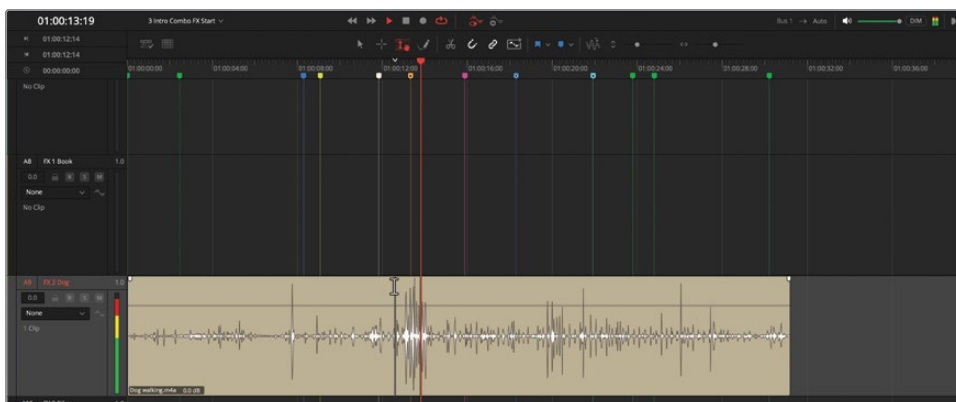 01:00:13:19
3 Intro Combo FX Start
Bus 1 → Auto
DIM
01:00:12:14
01:00:12:14
00:00:00:00
01:00:00:00 01:00:04:00 01:00:08:00 01:00:12:00 01:00:16:00 01:00:20:00 01:00:24:00 01:00:28:00 01:00:32:00 01:00:36:00
No Clip
A8 FX 1 Book 1.0
0.0 R S M
None
No Clip
A9 FX 2 Dog 1.0
0.0 R S M
None
1 Clip
Dog walking.m4a 0.0 dB